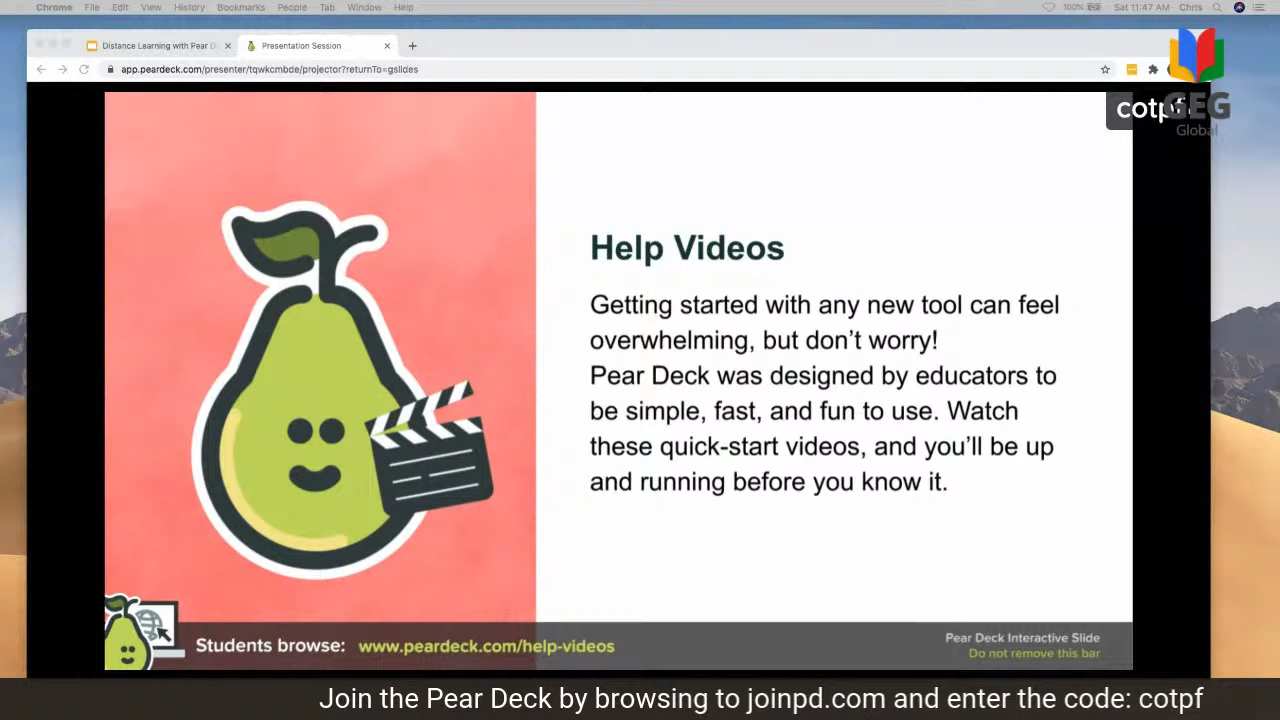 Chrome File Edit View History Bookmarks People Tab Window Help
100% Sat 11:47 AM Chris
Distance Learning with Pear D
Presentation Session
app.peardeck.com/presenter/tqwkcmbde/projector?returnTo=gslides
cotpf
GEG
Global
Help Videos
Getting started with any new tool can feel
overwhelming, but don’t worry!
Pear Deck was designed by educators to
be simple, fast, and fun to use. Watch
these quick-start videos, and you’ll be up
and running before you know it.
Students browse: www.peardeck.com/help-videos
Pear Deck Interactive Slide
Do not remove this bar
Join the Pear Deck by browsing to joinpd.com and enter the code: cotpf